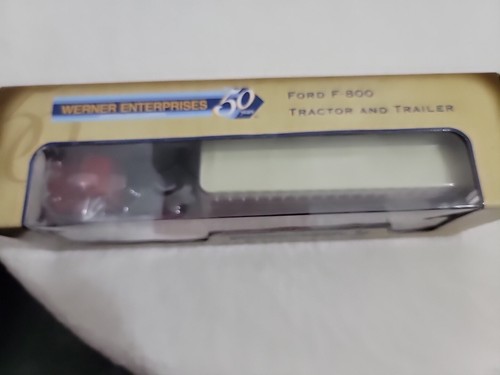 WERNER ENTERPRISES 50
FORD F-800
TRACTOR AND TRAILER